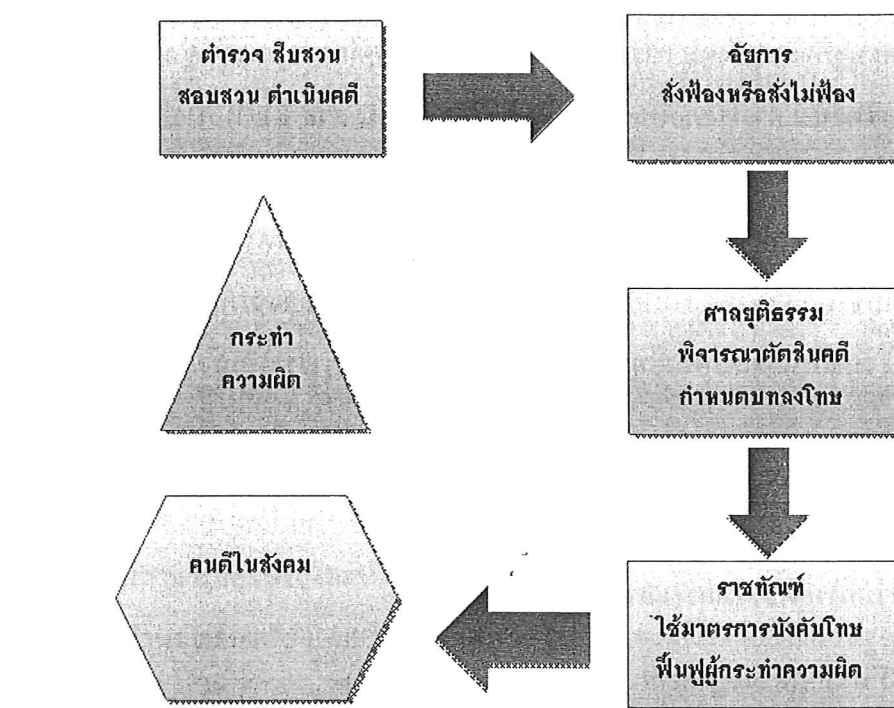 ตำรวจ สืบสวน
สอบสวน ดำเนินคดี
อัยการ
สั่งฟ้องหรือสั่งไม่ฟ้อง
กระทำ
ความผิด
ศาลยุติธรรม
พิจารณาตัดสินคดี
กำหนดบทลงโทษ
คนดีในสังคม
ราชทัณฑ์
ใช้มาตรการบังคับโทษ
ฟื้นฟูผู้กระทำความผิด